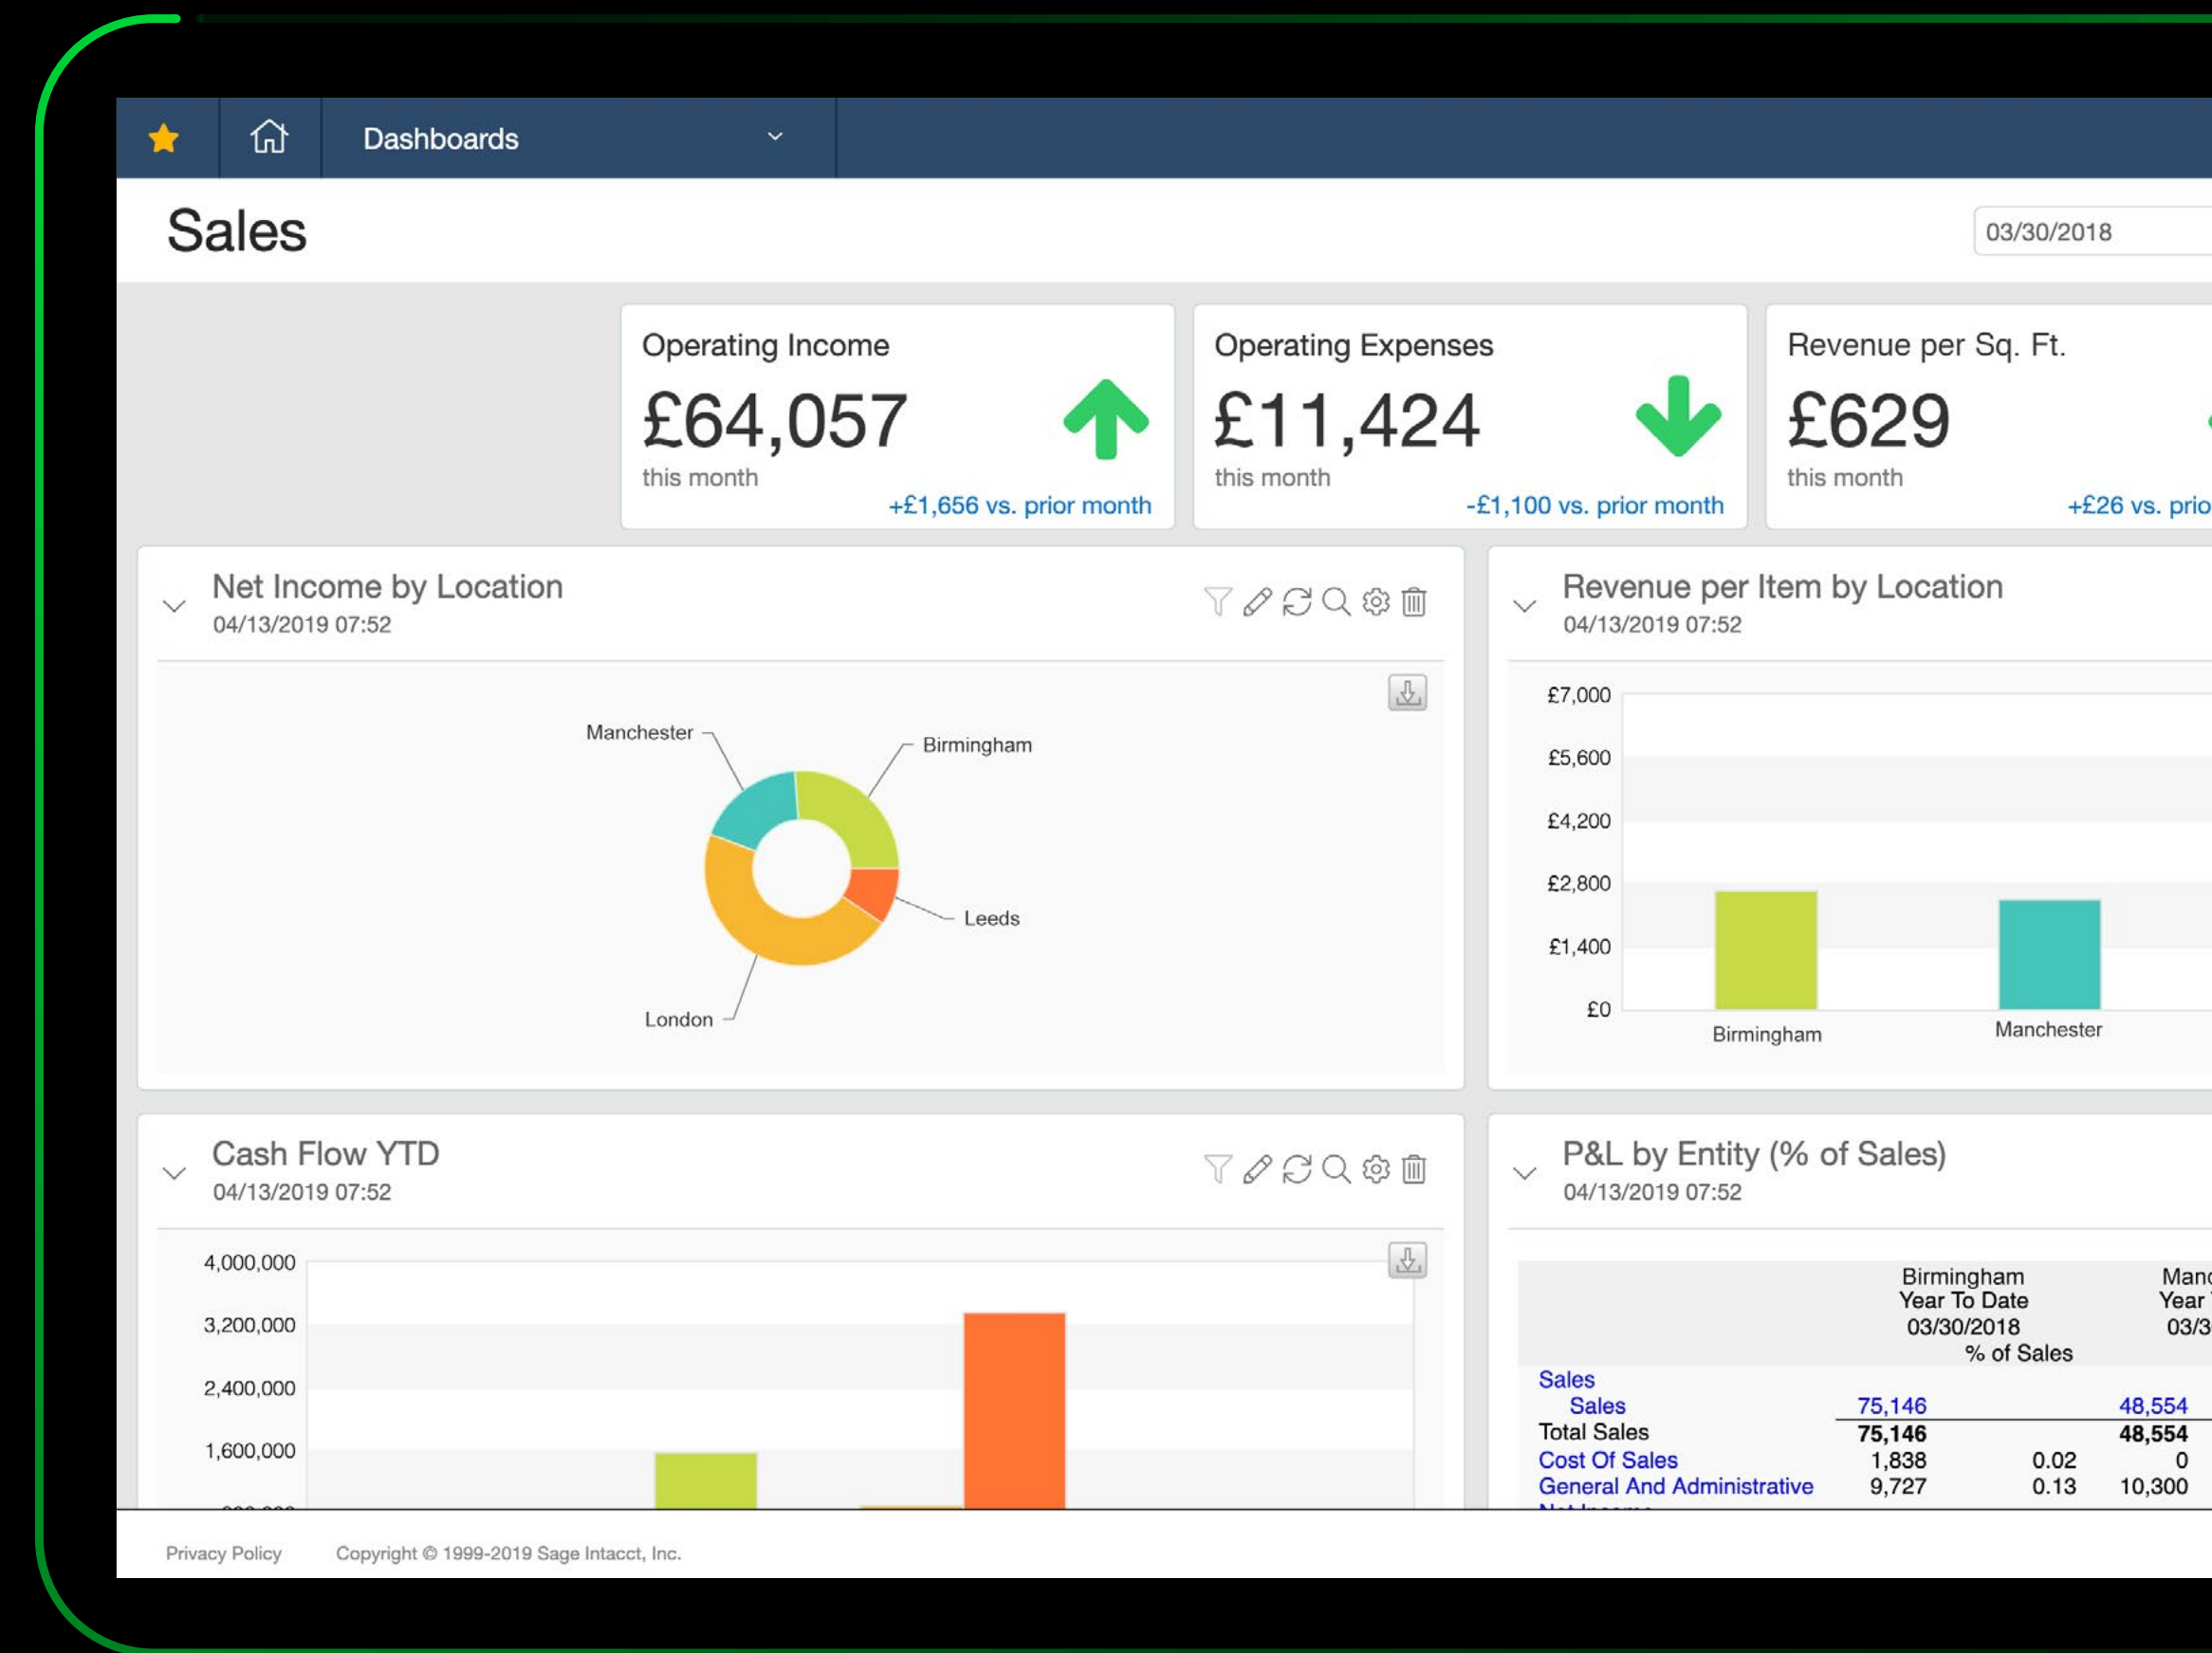 Dashboards
Sales
03/30/2018
Operating Income
£64,057
this month
+£1,656 vs. prior month
Operating Expenses
£11,424
this month
-£1,100 vs. prior month
Revenue per Sq. Ft.
£629
this month
+£26 vs.
Net Income by Location
04/13/2019 07:52
Manchester
Birmingham
Leeds
London
Revenue per Item by Location
04/13/2019 07:52
£7,000
£5,600
£4,200
£2,800
£1,400
£0
Birmingham
Manchester
Cash Flow YTD
04/13/2019 07:52
4,000,000
3,200,000
2,400,000
1,600,000
P&L by Entity (% of Sales)
04/13/2019 07:52
Birmingham
Year To Date Year
03/30/2018
% of Sales
Sales
Sales 75,146 48,554
Total Sales 75,146 48,554
Cost Of Sales 1,838 0.02 0
General And Administrative 9,727 0.13 10,300
Privacy Policy
Copyright © 1999-2019 Sage Intacct, Inc.